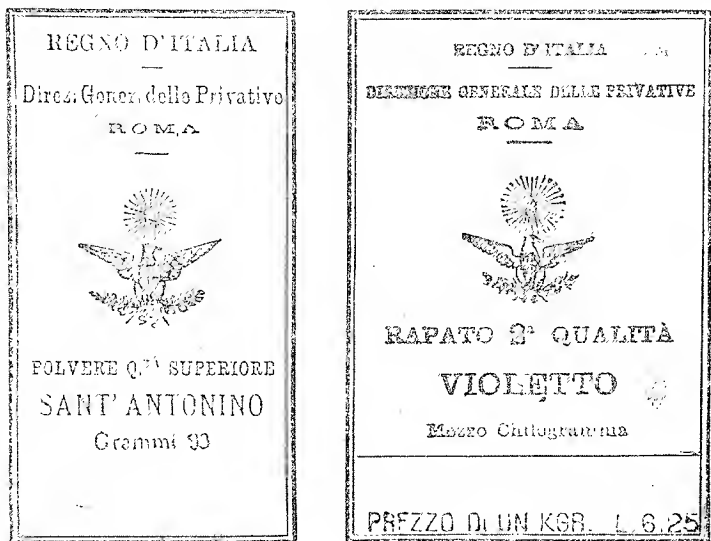 REGNO D'ITALIA
Direz. Gener. delle Privative
ROMA
POLVERE Q.TÀ SUPERIORE
SANT'ANTONINO
Grammi
REGNO D'ITALIA
DIREZIONE GENERALE DELLE PRIVATIVE
ROMA
RAPATO 2ª QUALITÀ
VIOLETTO
Mezzo Chilogramma
PREZZO DI UN KGR. L. 6.25